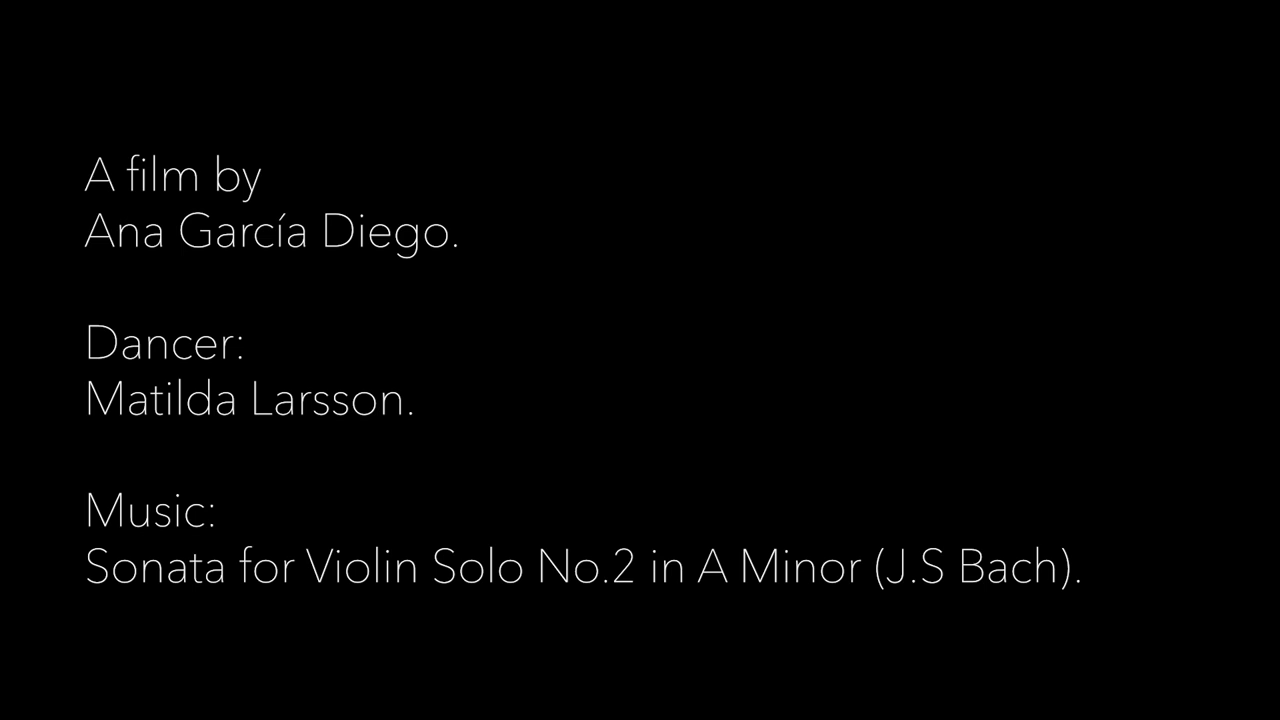 A film by
Ana García Diego.
Dancer:
Matilda Larsson.
Music:
Sonata for Violin Solo No.2 in A Minor (J.S Bach).